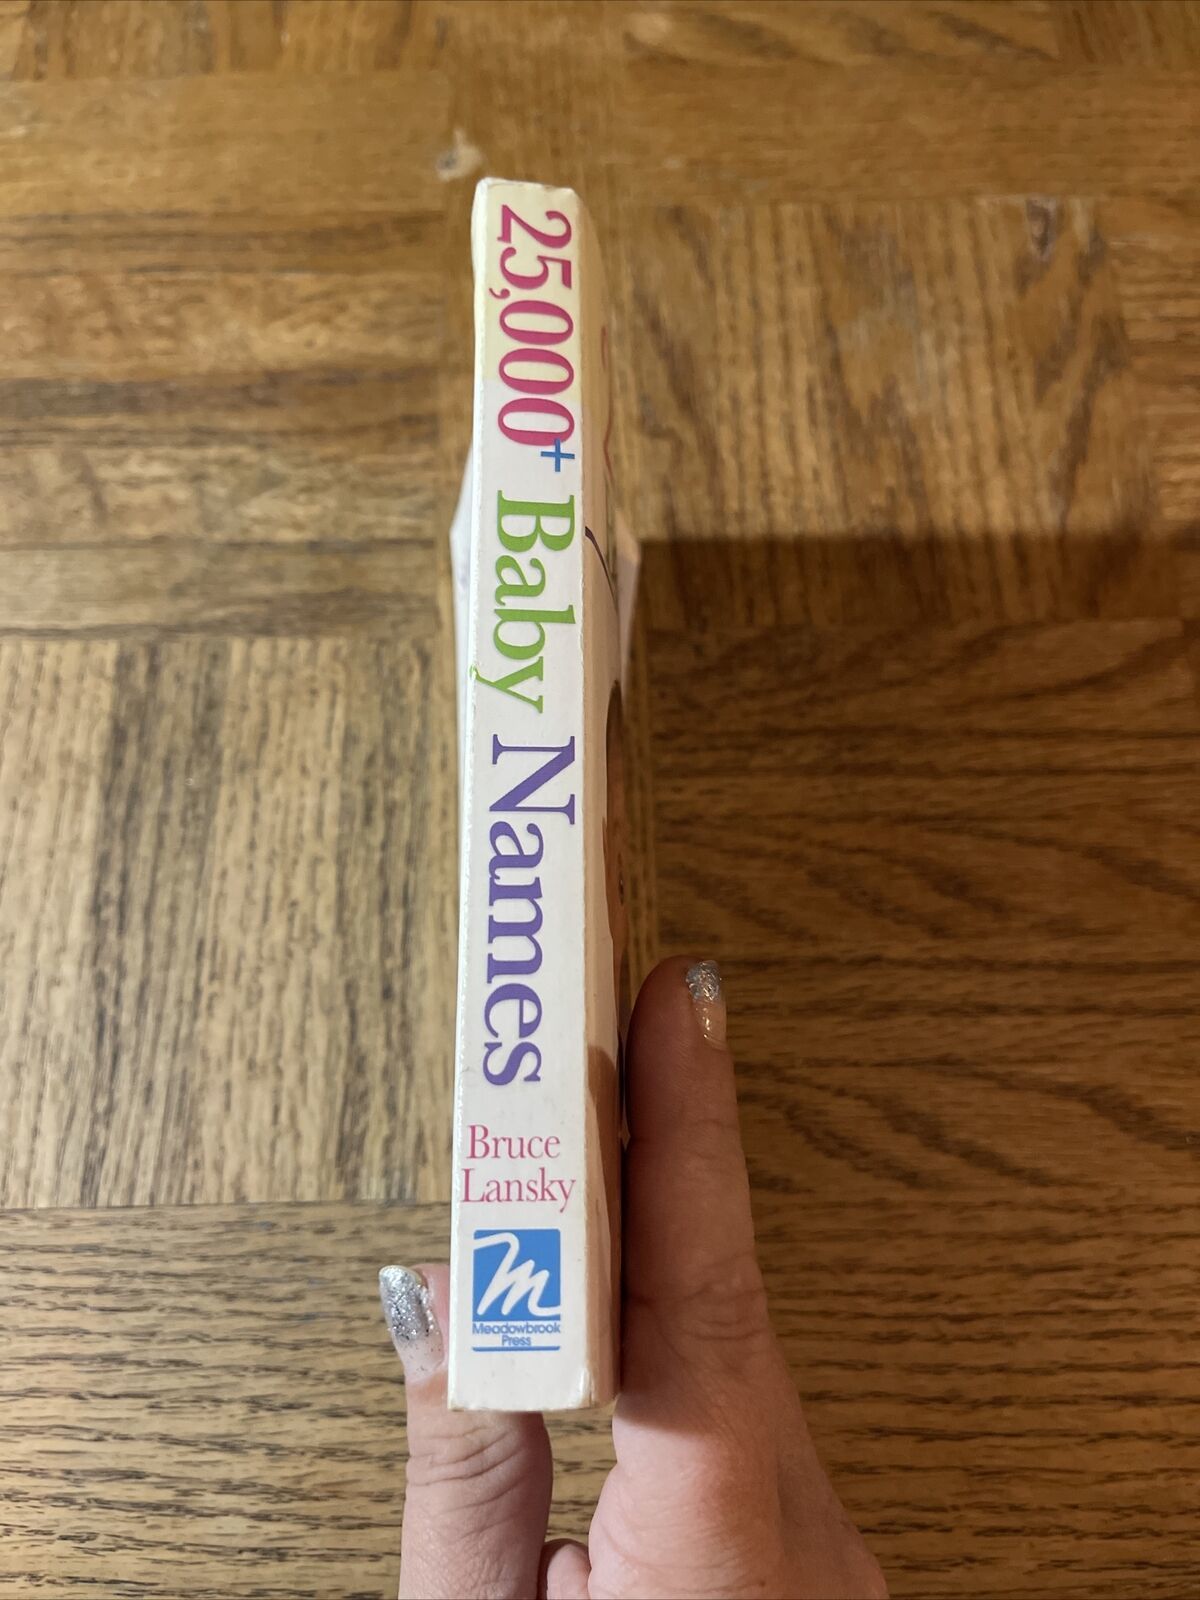 25,000+ Baby Names
Bruce
Lansky
Meadowbrook
Press